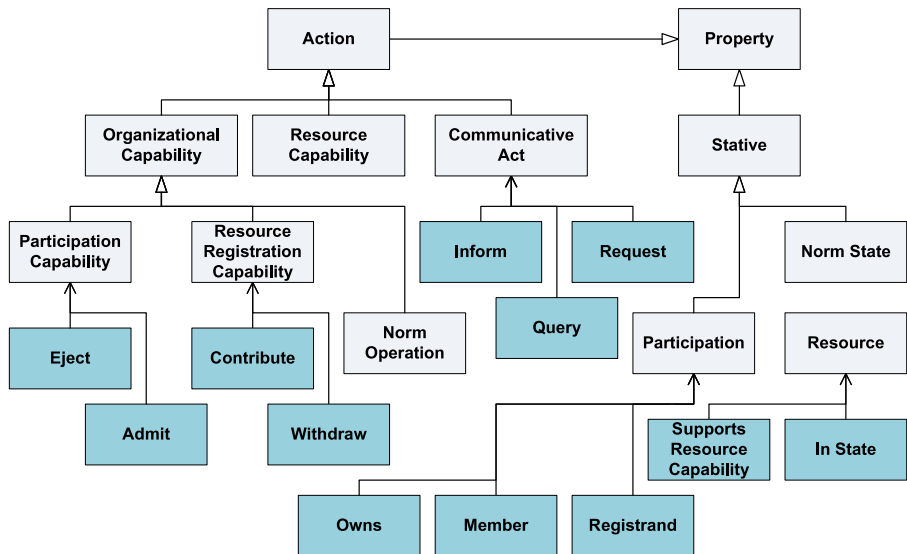 Action
Property
Organizational
Capability
Resource
Capability
Communicative
Act
Stative
Participation
Capability
Resource
Registration
Capability
Inform
Request
Norm State
Eject
Contribute
Norm
Operation
Query
Participation
Resource
Admit
Withdraw
Supports
Resource
Capability
In State
Owns
Member
Registrand